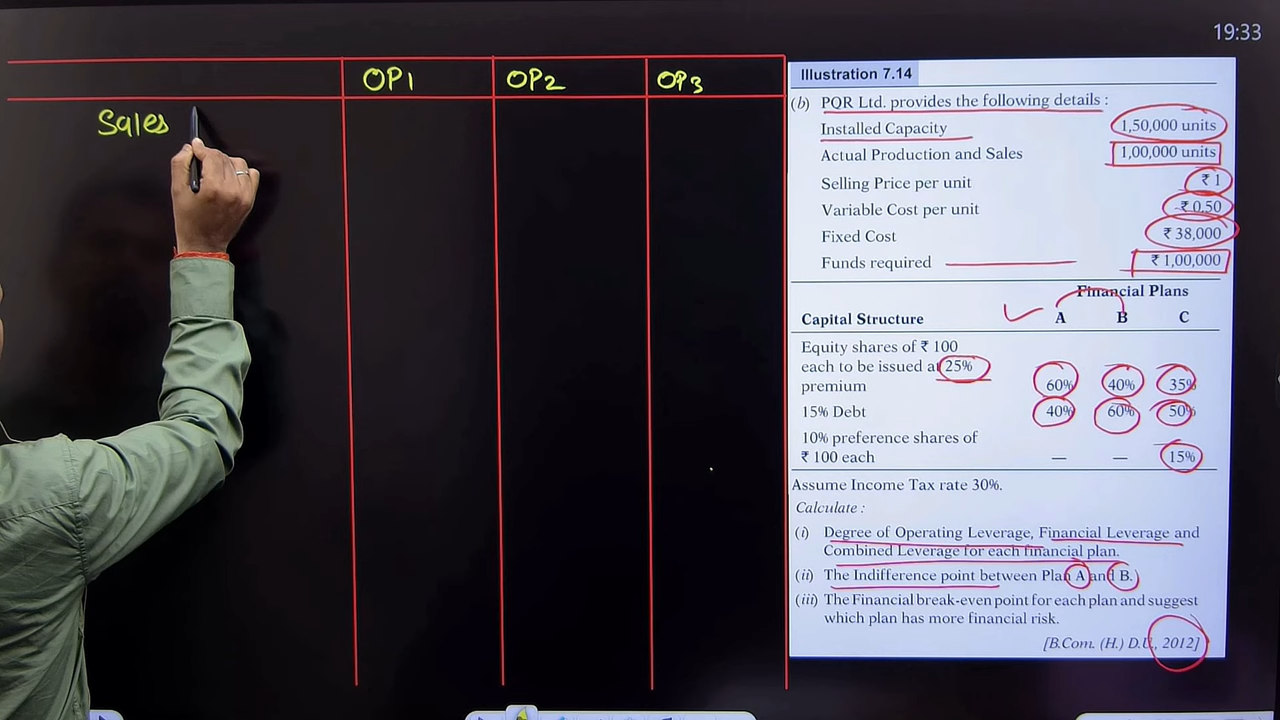 19:33
OP1 OP2 OP3
Sales
Illustration 7.14
(b) PQR Ltd. provides the following details :
Installed Capacity 1,50,000 units
Actual Production and Sales 1,00,000 units
Selling Price per unit ₹ 1
Variable Cost per unit ₹ 0.50
Fixed Cost ₹ 38,000
Funds required ₹ 1,00,000
Financial Plans
Capital Structure A B C
Equity shares of ₹ 100
each to be issued at 25%
premium 60% 40% 35%
15% Debt 40% 60% 50%
10% preference shares of
₹ 100 each — — 15%
Assume Income Tax rate 30%.
Calculate :
(i) Degree of Operating Leverage, Financial Leverage and
Combined Leverage for each financial plan.
(ii) The Indifference point between Plan A and B.
(iii) The Financial break-even point for each plan and suggest
which plan has more financial risk.
[B.Com. (H.) D.U., 2012]